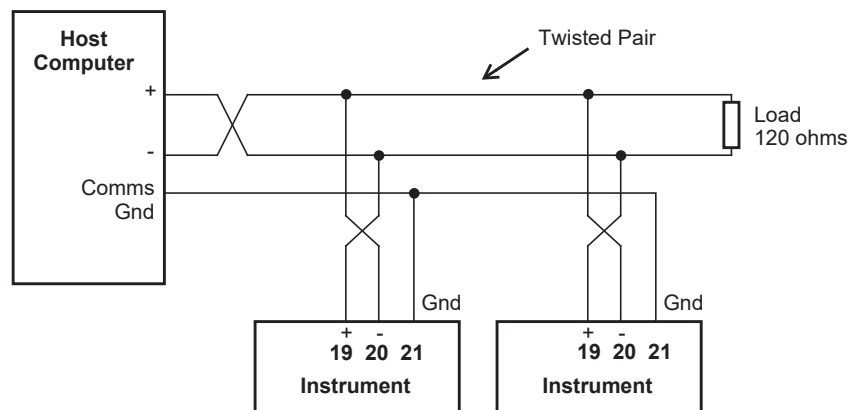 Host
Computer
Twisted Pair
+
-
Load
120 ohms
Comms
Gnd
Gnd
Gnd
+ -
19 20 21
Instrument
+ -
19 20 21
Instrument